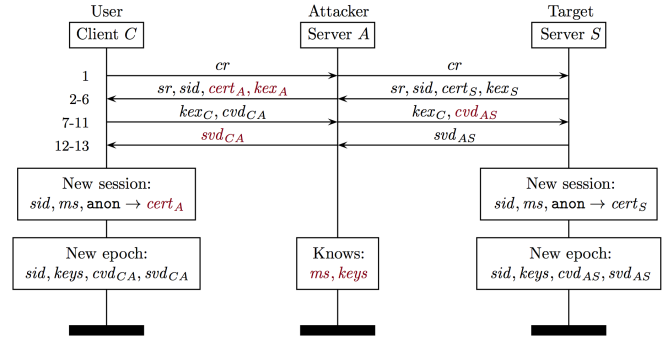 User Attacker Target
Client C Server A Server S
1 cr cr
2-6 sr, sid, cert_A, kex_A sr, sid, cert_S, kex_S
7-11 kex_C, cvd_CA kex_C, cvd_AS
12-13 svd_CA svd_AS
New session: New session:
sid, ms, anon → cert_A sid, ms, anon → cert_S
New epoch: Knows: New epoch:
sid, keys, cvd_CA, svd_CA ms, keys sid, keys, cvd_AS, svd_AS